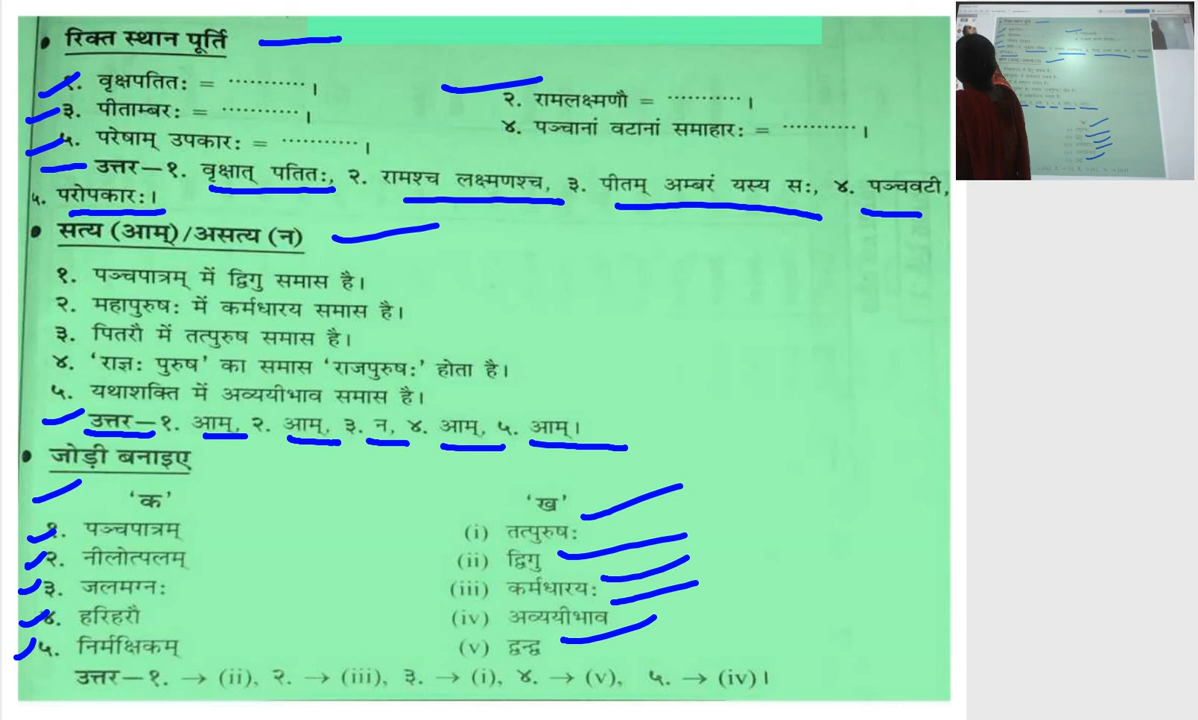 • रिक्त स्थान पूर्ति
१. वृक्षपतितः = ··········। २. रामलक्ष्मणौ = ··········।
३. पीताम्बरः = ··········। ४. पञ्चानां वटानां समाहारः = ··········।
५. परेषाम् उपकारः = ··········।
उत्तर—१. वृक्षात् पतितः, २. रामश्च लक्ष्मणश्च, ३. पीतम् अम्बरं यस्य सः, ४. पञ्चवटी,
५. परोपकारः।
• सत्य (आम्)/असत्य (न)
१. पञ्चपात्रम् में द्विगु समास है।
२. महापुरुषः में कर्मधारय समास है।
३. पितरौ में तत्पुरुष समास है।
४. 'राज्ञः पुरुष' का समास 'राजपुरुषः' होता है।
५. यथाशक्ति में अव्ययीभाव समास है।
उत्तर—१. आम्, २. आम्, ३. न, ४. आम्, ५. आम्।
• जोड़ी बनाइए
'क' 'ख'
१. पञ्चपात्रम् (i) तत्पुरुषः
२. नीलोत्पलम् (ii) द्विगु
३. जलमग्नः (iii) कर्मधारयः
४. हरिहरौ (iv) अव्ययीभाव
५. निर्मक्षिकम् (v) द्वन्द्व
उत्तर—१. → (ii), २. → (iii), ३. → (i), ४. → (v), ५. → (iv)।